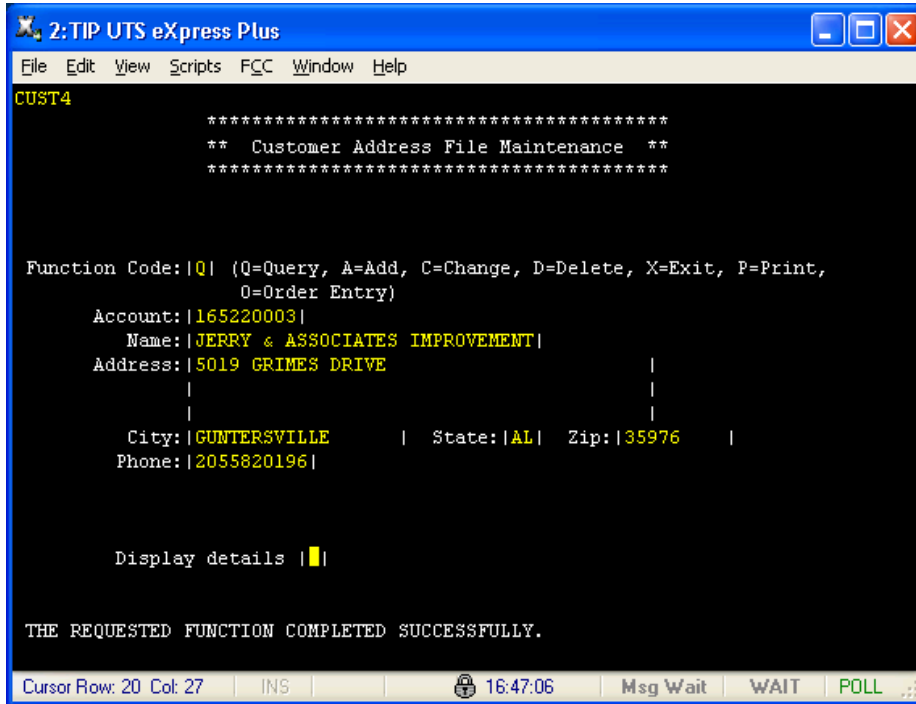 2:TIP UTS eXpress Plus
File Edit View Scripts FCC Window Help
CUST4
*****************************************
** Customer Address File Maintenance **
*****************************************
Function Code:|Q| (Q=Query, A=Add, C=Change, D=Delete, X=Exit, P=Print,
O=Order Entry)
Account:|165220003|
Name:|JERRY & ASSOCIATES IMPROVEMENT|
Address:|5019 GRIMES DRIVE |
| |
| |
City:|GUNTERSVILLE | State:|AL| Zip:|35976 |
Phone:|2055820196|
Display details | |
THE REQUESTED FUNCTION COMPLETED SUCCESSFULLY.
Cursor Row: 20 Col: 27 INS 16:47:06 Msg Wait WAIT POLL